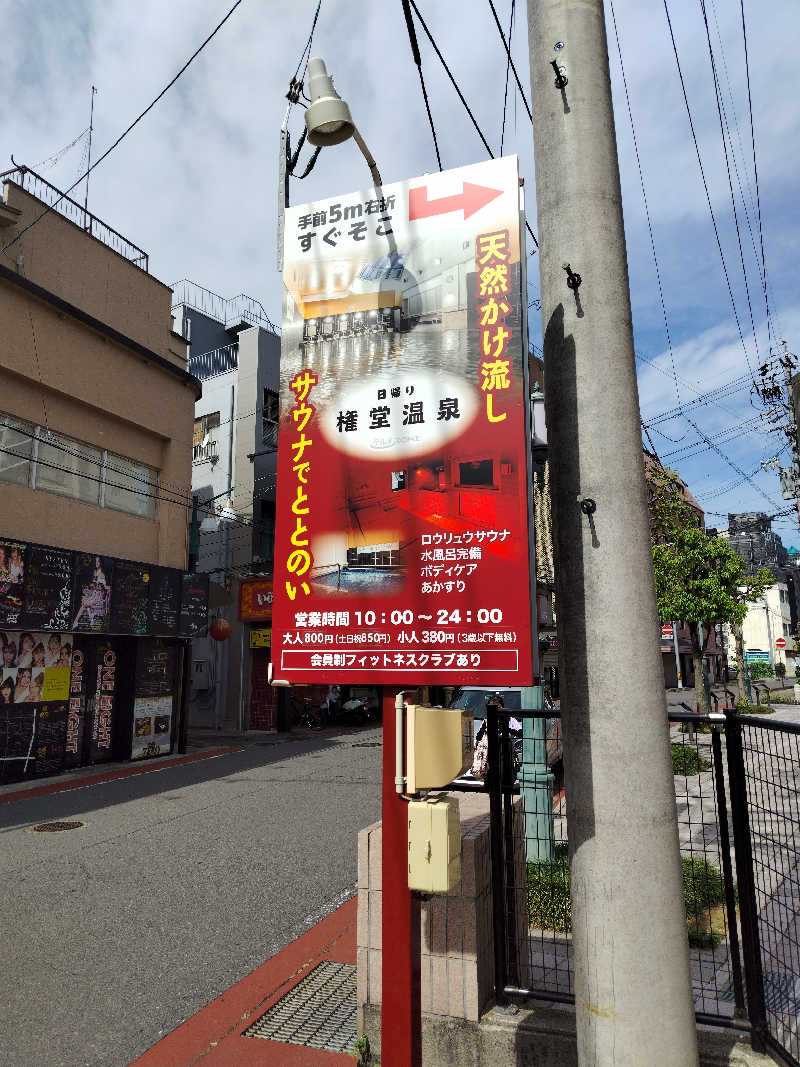 手前5m右折
すぐそこ
天然かけ流し
日帰り
権堂温泉
サウナでととのい
ロウリュウサウナ
水風呂完備
ボディケア
あかすり
営業時間 10:00〜24:00
大人800円(土日祝850円) 小人380円(3歳以下無料)
会員制フィットネスクラブあり
ONE EIGHT
ONE EIGHT